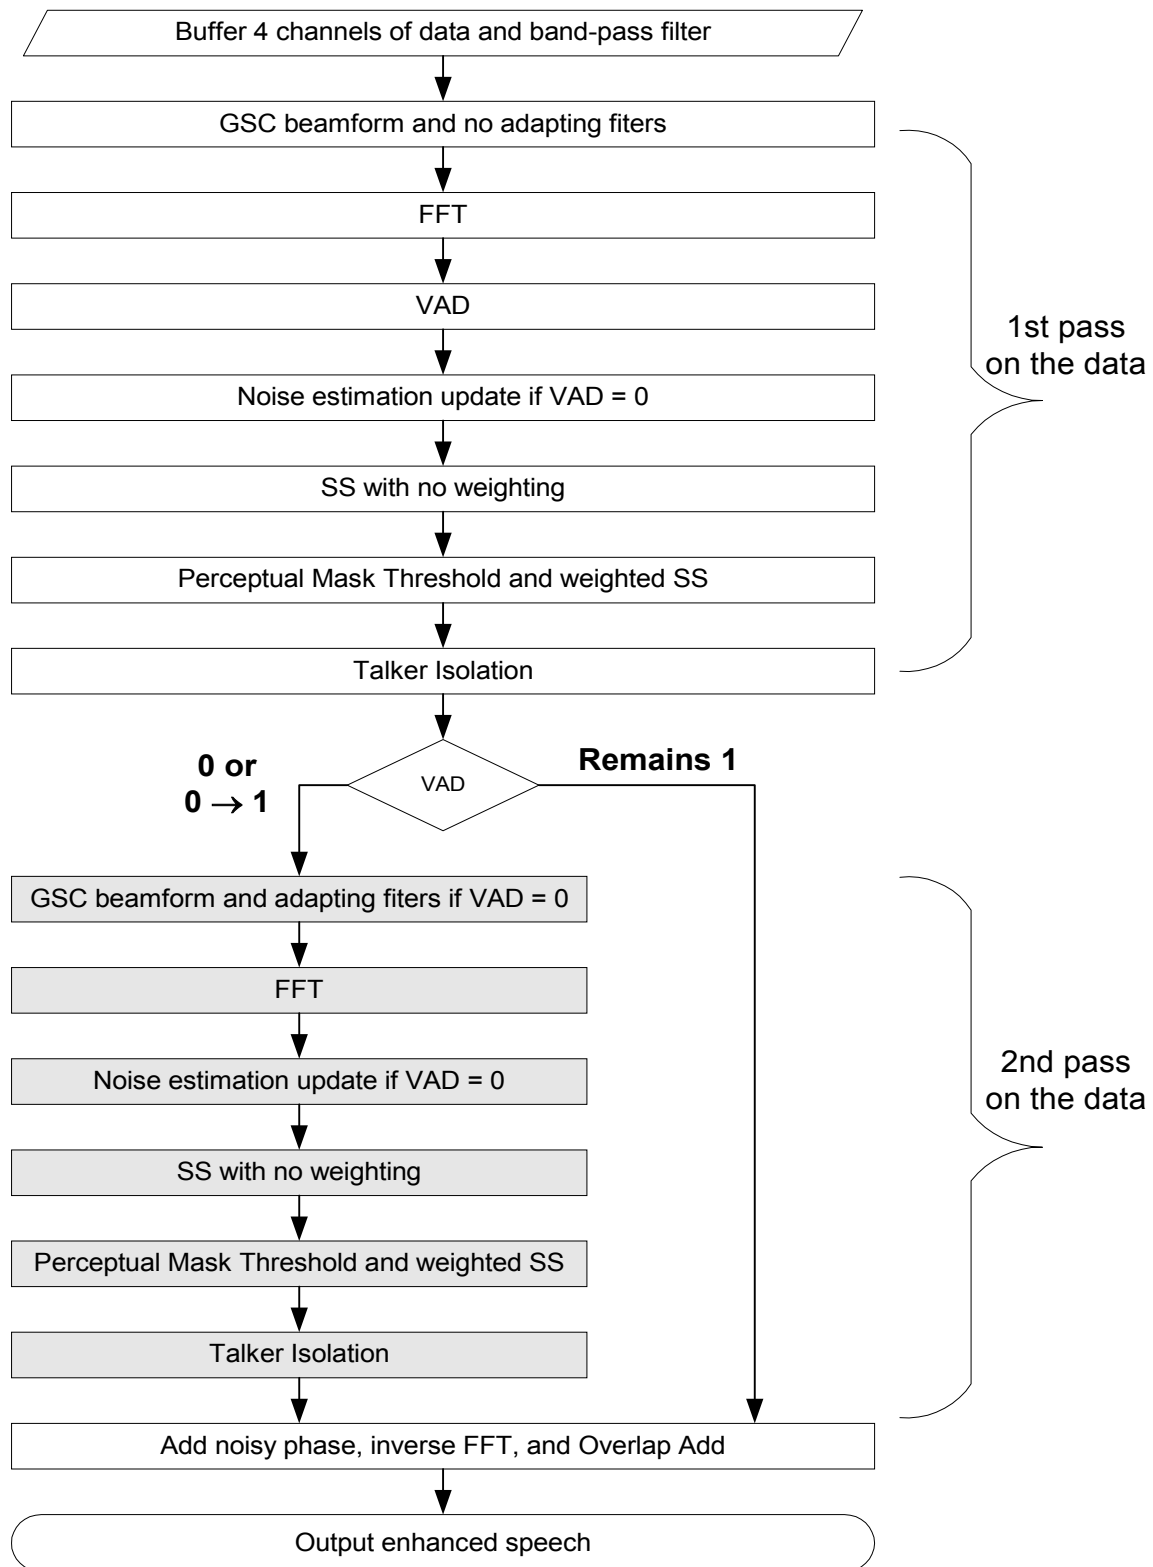 Buffer 4 channels of data and band-pass filter
GSC beamform and no adapting fiters
FFT
VAD
Noise estimation update if VAD = 0
SS with no weighting
Perceptual Mask Threshold and weighted SS
Talker Isolation
1st pass
on the data
VAD
0 or
0 → 1
Remains 1
GSC beamform and adapting fiters if VAD = 0
FFT
Noise estimation update if VAD = 0
SS with no weighting
Perceptual Mask Threshold and weighted SS
Talker Isolation
2nd pass
on the data
Add noisy phase, inverse FFT, and Overlap Add
Output enhanced speech